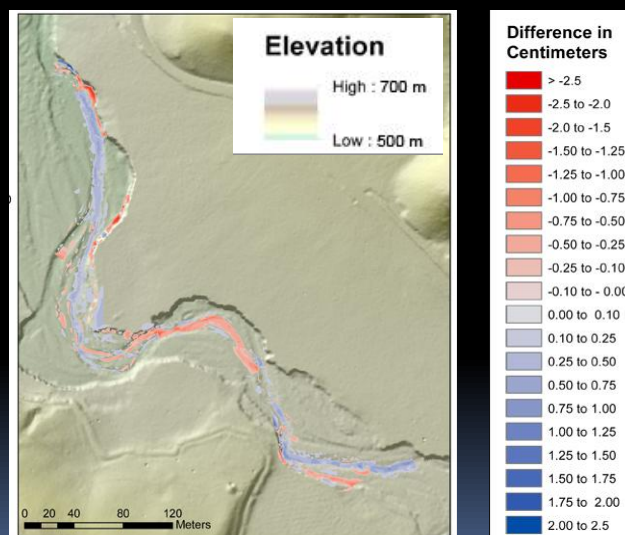 Elevation
High : 700 m
Low : 500 m
0 20 40 80 120
Meters
Difference in
Centimeters
> -2.5
-2.5 to -2.0
-2.0 to -1.5
-1.50 to -1.25
-1.25 to -1.00
-1.00 to -0.75
-0.75 to -0.50
-0.50 to -0.25
-0.25 to -0.10
-0.10 to - 0.00
0.00 to 0.10
0.10 to 0.25
0.25 to 0.50
0.50 to 0.75
0.75 to 1.00
1.00 to 1.25
1.25 to 1.50
1.50 to 1.75
1.75 to 2.00
2.00 to 2.5